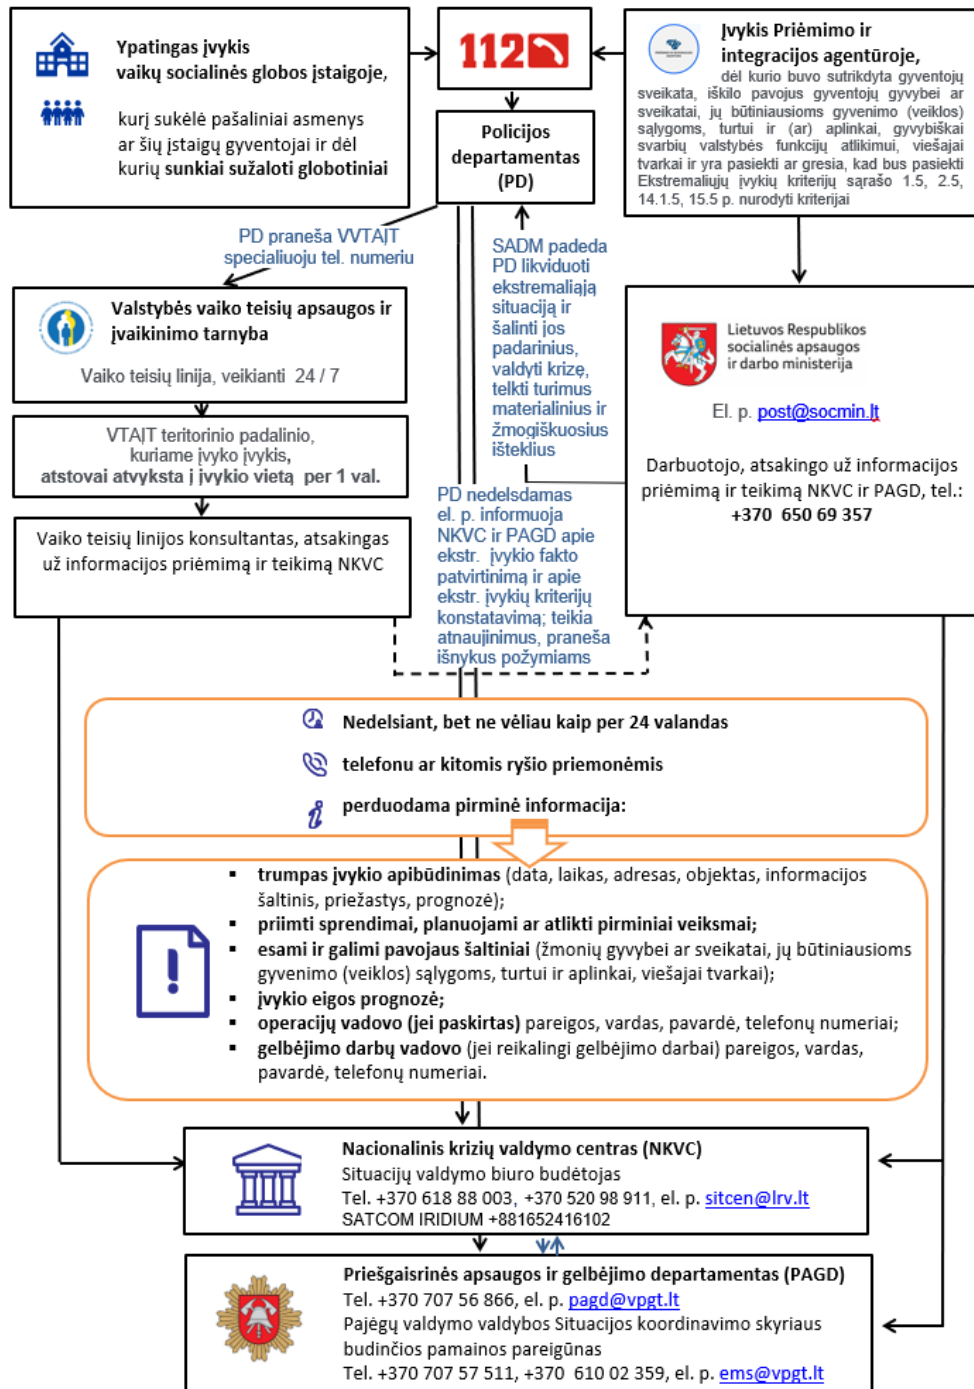 Ypatingas įvykis
vaikų socialinės globos įstaigoje,
kurį sukėlė pašaliniai asmenys
ar šių įstaigų gyventojai ir dėl
kurių sunkiai sužaloti globotiniai
112
Policijos
departamentas
(PD)
Įvykis Priėmimo ir
integracijos agentūroje,
dėl kurio buvo sutrikdyta gyventojų
sveikata, iškilo pavojus gyventojų gyvybei ar
sveikatai, jų būtiniausioms gyvenimo (veiklos)
sąlygoms, turtui ir (ar) aplinkai, gyvybiškai
svarbių valstybės funkcijų atlikimui, viešajai
tvarkai ir yra pasiekti ar gresia, kad bus pasiekti
Ekstremaliųjų įvykių kriterijų sąrašo 1.5, 2.5,
14.1.5, 15.5 p. nurodyti kriterijai
PD praneša VVTAĮT
specialiuoju tel. numeriu
SADM padeda
PD likviduoti
ekstremaliąją
situaciją ir
šalinti jos
padarinius,
valdyti krizę,
telkti turimus
materialinius ir
žmogiškuosius
išteklius
Valstybės vaiko teisių apsaugos ir
įvaikinimo tarnyba
Vaiko teisių linija, veikianti 24 / 7
Lietuvos Respublikos
socialinės apsaugos
ir darbo ministerija
El. p. post@socmin.lt
Darbuotojo, atsakingo už informacijos
priėmimą ir teikimą NKVC ir PAGD, tel.:
+370 650 69 357
VTAĮT teritorinio padalinio,
kuriame įvyko įvykis,
atstovai atvyksta į įvykio vietą per 1 val.
Vaiko teisių linijos konsultantas, atsakingas
už informacijos priėmimą ir teikimą NKVC
PD nedelsdamas
el. p. informuoja
NKVC ir PAGD apie
ekstr. įvykio fakto
patvirtinimą ir apie
ekstr. įvykių kriterijų
konstatavimą; teikia
atnaujinimus, praneša
išnykus požymiams
Nedelsiant, bet ne vėliau kaip per 24 valandas
telefonu ar kitomis ryšio priemonėmis
perduodama pirminė informacija:
▪ trumpas įvykio apibūdinimas (data, laikas, adresas, objektas, informacijos
šaltinis, priežastys, prognozė);
▪ priimti sprendimai, planuojami ar atlikti pirminiai veiksmai;
▪ esami ir galimi pavojaus šaltiniai (žmonių gyvybei ar sveikatai, jų būtiniausioms
gyvenimo (veiklos) sąlygoms, turtui ir aplinkai, viešajai tvarkai);
▪ įvykio eigos prognozė;
▪ operacijų vadovo (jei paskirtas) pareigos, vardas, pavardė, telefonų numeriai;
▪ gelbėjimo darbų vadovo (jei reikalingi gelbėjimo darbai) pareigos, vardas,
pavardė, telefonų numeriai.
Nacionalinis krizių valdymo centras (NKVC)
Situacijų valdymo biuro budėtojas
Tel. +370 618 88 003, +370 520 98 911, el. p. sitcen@lrv.lt
SATCOM IRIDIUM +881652416102
Priešgaisrinės apsaugos ir gelbėjimo departamentas (PAGD)
Tel. +370 707 56 866, el. p. pagd@vpgt.lt
Pajėgų valdymo valdybos Situacijos koordinavimo skyriaus
budinčios pamainos pareigūnas
Tel. +370 707 57 511, +370 610 02 359, el. p. ems@vpgt.lt